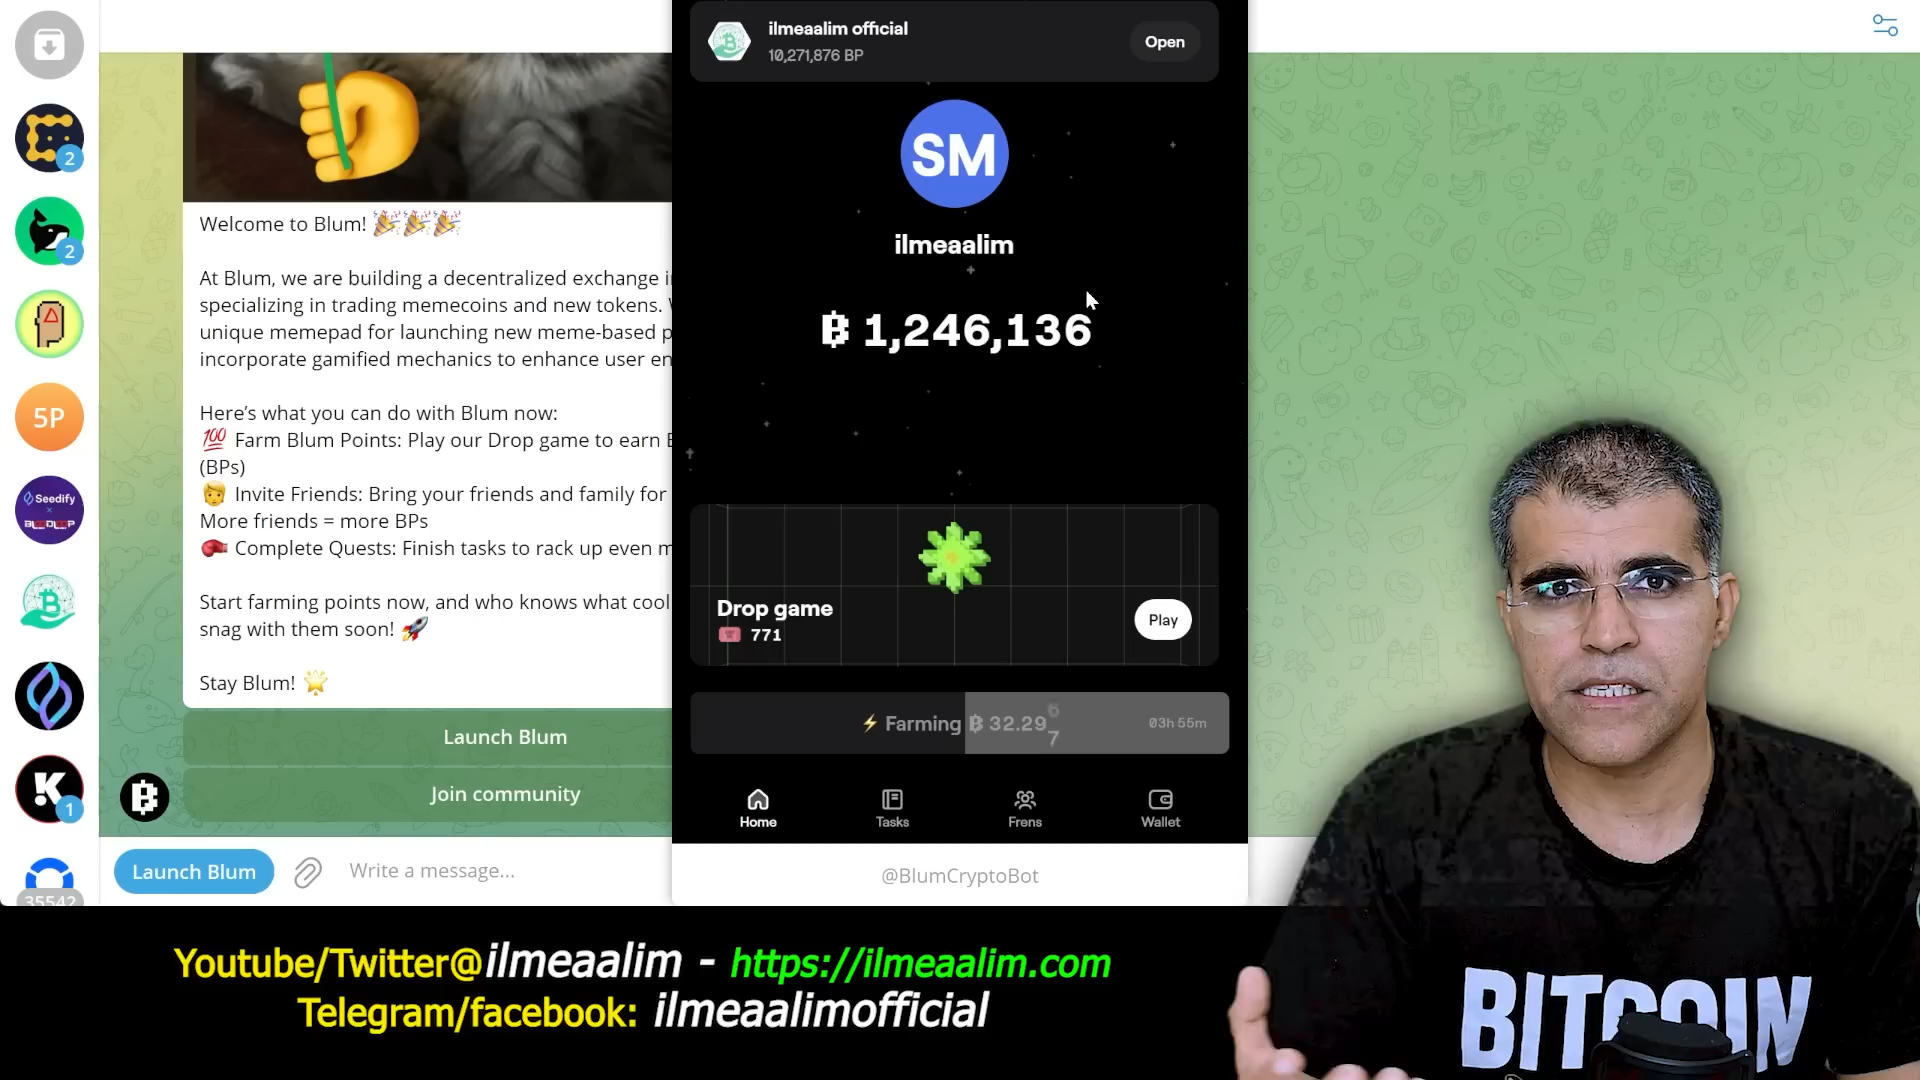 ilmeaalim official
10,271,876 BP
Open
SM
ilmeaalim
1,246,136
Drop game
771
Play
Farming 32.29
03h 55m
Home
Tasks
Frens
Wallet
@BlumCryptoBot
2
2
5P
Seedify
1
Welcome to Blum!
At Blum, we are building a decentralized exchange
specializing in trading memecoins and new tokens.
unique memepad for launching new meme-based
incorporate gamified mechanics to enhance user
Here's what you can do with Blum now:
💯 Farm Blum Points: Play our Drop game to earn
(BPs)
Invite Friends: Bring your friends and family for
More friends = more BPs
Complete Quests: Finish tasks to rack up even
Start farming points now, and who knows what cool
snag with them soon!
Stay Blum!
Launch Blum
Join community
Launch Blum
Write a message...
Youtube/Twitter@ilmeaalim - https://ilmeaalim.com
Telegram/facebook: ilmeaalimofficial
BITCOIN